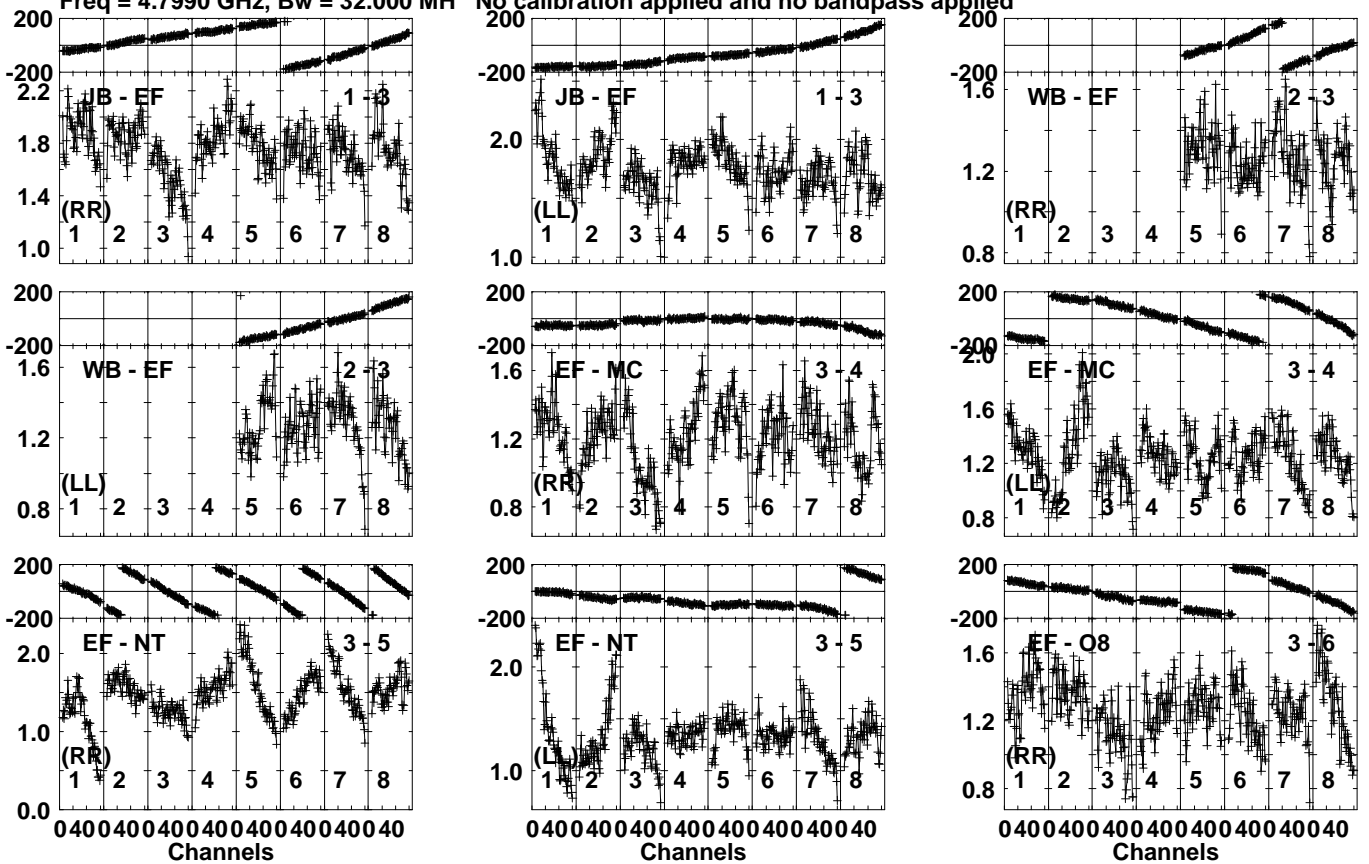 Freq = 4.7990 GHz, Bw = 32.000 MH No calibration applied and no bandpass applied
200 200 200
-200 -200 -200
JB - EF 1 - 3 JB - EF 1 - 3 WB - EF 2 - 3
2.2 2.0 1.6
1.8 1.2
1.4
(RR) (LL) (RR)
1 2 3 4 5 6 7 8 1 2 3 4 5 6 7 8 1 2 3 4 5 6 7 8
1.0 1.0 0.8
200 200 200
-200 -200 -200
WB - EF 2 - 3 EF - MC 3 - 4 EF - MC 3 - 4
1.6 1.6 2.0
1.6
1.2 1.2 1.2
(LL) (RR) (LL)
1 2 3 4 5 6 7 8 1 2 3 4 5 6 7 8 1 2 3 4 5 6 7 8
0.8 0.8 0.8
200 200 200
-200 -200 -200
EF - NT 3 - 5 EF - NT 3 - 5 EF - O8 3 - 6
2.0 2.0 1.6
1.0 1.0 1.2
(RR) (LL) (RR)
1 2 3 4 5 6 7 8 1 2 3 4 5 6 7 8 1 2 3 4 5 6 7 8
0.0 0.8
0 40 0 40 0 40 0 40 0 40 0 40 0 40 0 40 0 40 0 40 0 40 0 40 0 40 0 40 0 40 0 40 0 40 0 40 0 40 0 40 0 40 0 40 0 40 0 40
Channels Channels Channels